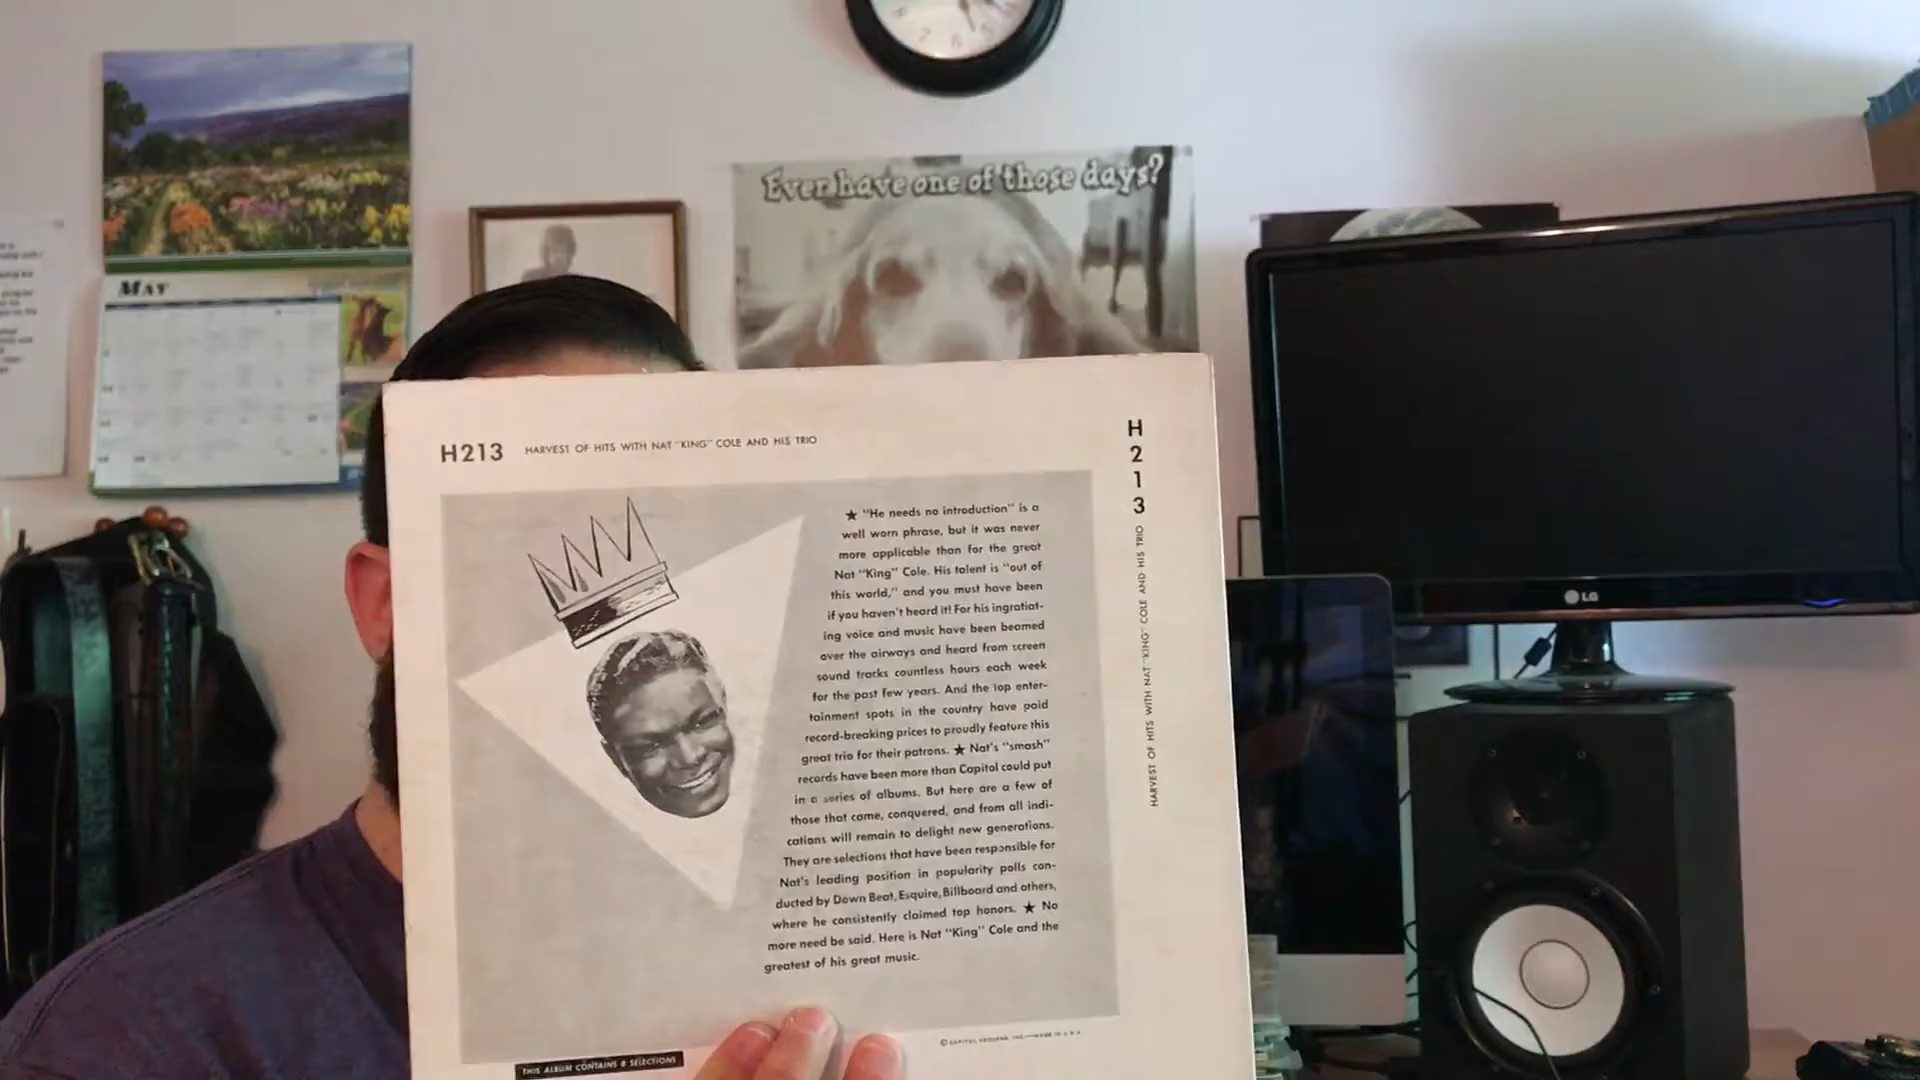 Ever have one of those days?
MAY
LG
H213 HARVEST OF HITS WITH NAT "KING" COLE AND HIS TRIO
H213 HARVEST OF HITS WITH NAT "KING" COLE AND HIS TRIO
★ "He needs no introduction" is a
well worn phrase, but it was never
more applicable than for the great
Nat "King" Cole. His talent is "out of
this world," and you must have been
if you haven't heard it! For his ingratiat-
ing voice and music have been beamed
over the airways and heard from screen
sound tracks countless hours each week
for the past few years. And the top enter-
tainment spots in the country have paid
record-breaking prices to proudly feature this
great trio for their patrons. ★ Nat's "smash"
records have been more than Capitol could put
in a series of albums. But here are a few of
those that came, conquered, and from all indi-
cations will remain to delight new generations.
They are selections that have been responsible for
Nat's leading position in popularity polls con-
ducted by Down Beat, Esquire, Billboard and others,
where he consistently claimed top honors. ★ No
more need be said. Here is Nat "King" Cole and the
greatest of his great music.
© CAPITOL RECORDS, INC.—MADE IN U.S.A.
THIS ALBUM CONTAINS 8 SELECTIONS